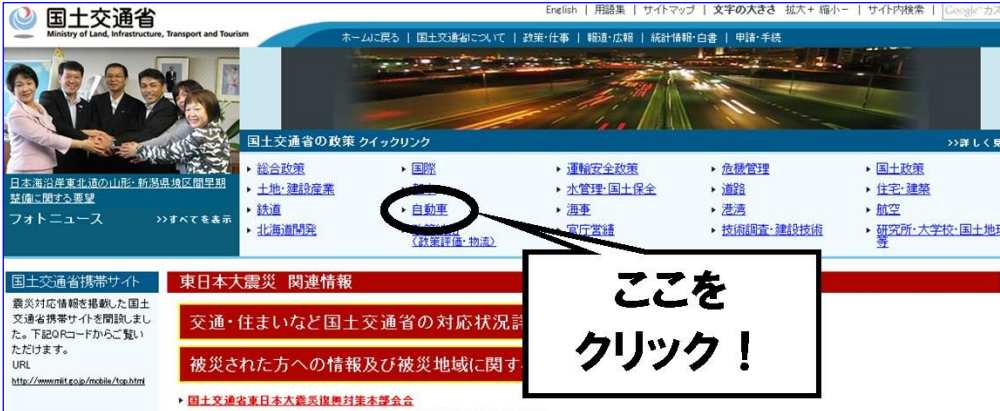 English | 用語集 | サイトマップ | 文字の大きさ 拡大＋ 縮小－ | サイト内検索 | Google カス
国土交通省
Ministry of Land, Infrastructure, Transport and Tourism
ホームに戻る | 国土交通省について | 政策・仕事 | 報道・広報 | 統計情報・白書 | 申請・手続
国土交通省の政策 クイックリンク >>詳しく見
総合政策 国際 運輸安全政策 危機管理 国土政策
土地・建設産業 水管理・国土保全 道路 住宅・建築
鉄道 自動車 海事 港湾 航空
北海道開発 官庁営繕 技術調査・建設技術 研究所・大学校・国土地理
（政策評価・物流） 等
日本海沿岸東北道の山形・新潟県境区間早期
整備に関する要望
フォトニュース >>すべてを表示
ここを
クリック！
国土交通省携帯サイト
震災対応情報を掲載した国土
交通省携帯サイトを開設しまし
た。下記QRコードからご覧い
ただけます。
URL
http://www.mlit.go.jp/mobile/top.html
東日本大震災 関連情報
交通・住まいなど国土交通省の対応状況詳
被災された方への情報及び被災地域に関す
国土交通省東日本大震災復興対策本部会合